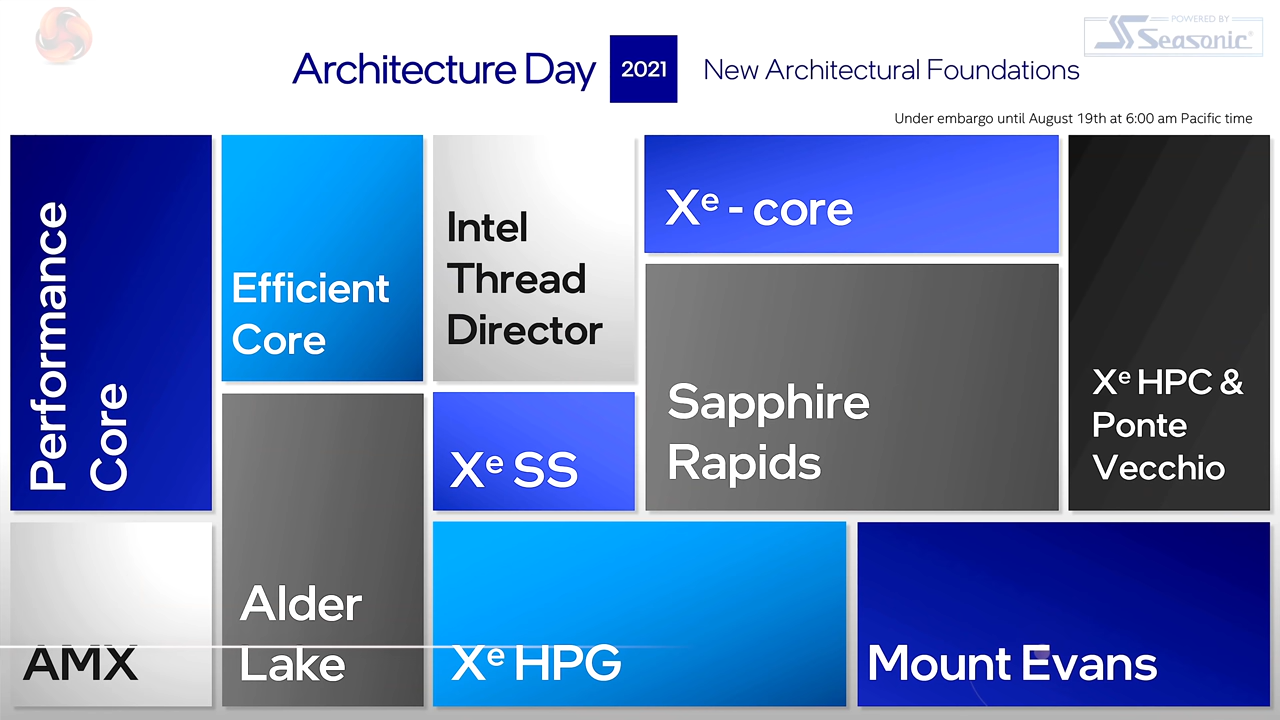 POWERED BY
Seasonic
Architecture Day 2021 New Architectural Foundations
Under embargo until August 19th at 6:00 am Pacific time
Performance
Core
Efficient
Core
Intel
Thread
Director
Xᵉ - core
Sapphire
Rapids
Xᵉ HPC &
Ponte
Vecchio
Xᵉ SS
AMX
Alder
Lake
Xᵉ HPG
Mount Evans